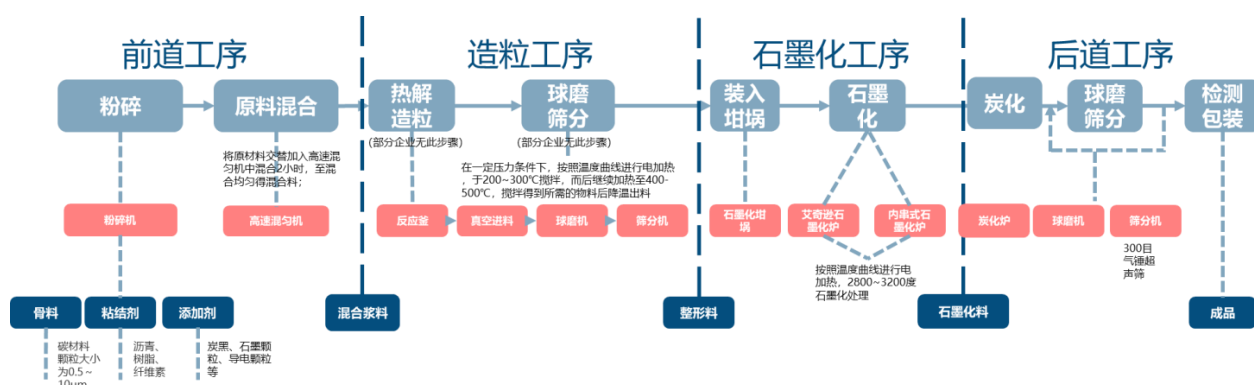 前道工序
造粒工序
石墨化工序
后道工序
粉碎
原料混合
热解
造粒
球磨
筛分
装入
坩埚
石墨
化
炭化
球磨
筛分
检测
包装
(部分企业无此步骤)
(部分企业无此步骤)
将原材料交替加入高速混
匀机中混合2小时，至混
合均匀得混合料；
在一定压力条件下，按照温度曲线进行电加热
，于200~300℃搅拌，而后继续加热至400-
500℃，搅拌得到所需的物料后降温出料
粉碎机
高速混匀机
反应釜
真空进料
球磨机
筛分机
石墨化坩
埚
艾奇逊石
墨化炉
内串式石
墨化炉
炭化炉
球磨机
筛分机
300目
气锤超
声筛
按照温度曲线进行电
加热，2800~3200度
石墨化处理
骨料
粘结剂
添加剂
混合浆料
整形料
石墨化料
成品
碳材料
颗粒大小
为0.5～
10μm
沥青、
树脂、
纤维素
炭黑、石墨颗
粒、导电颗粒
等